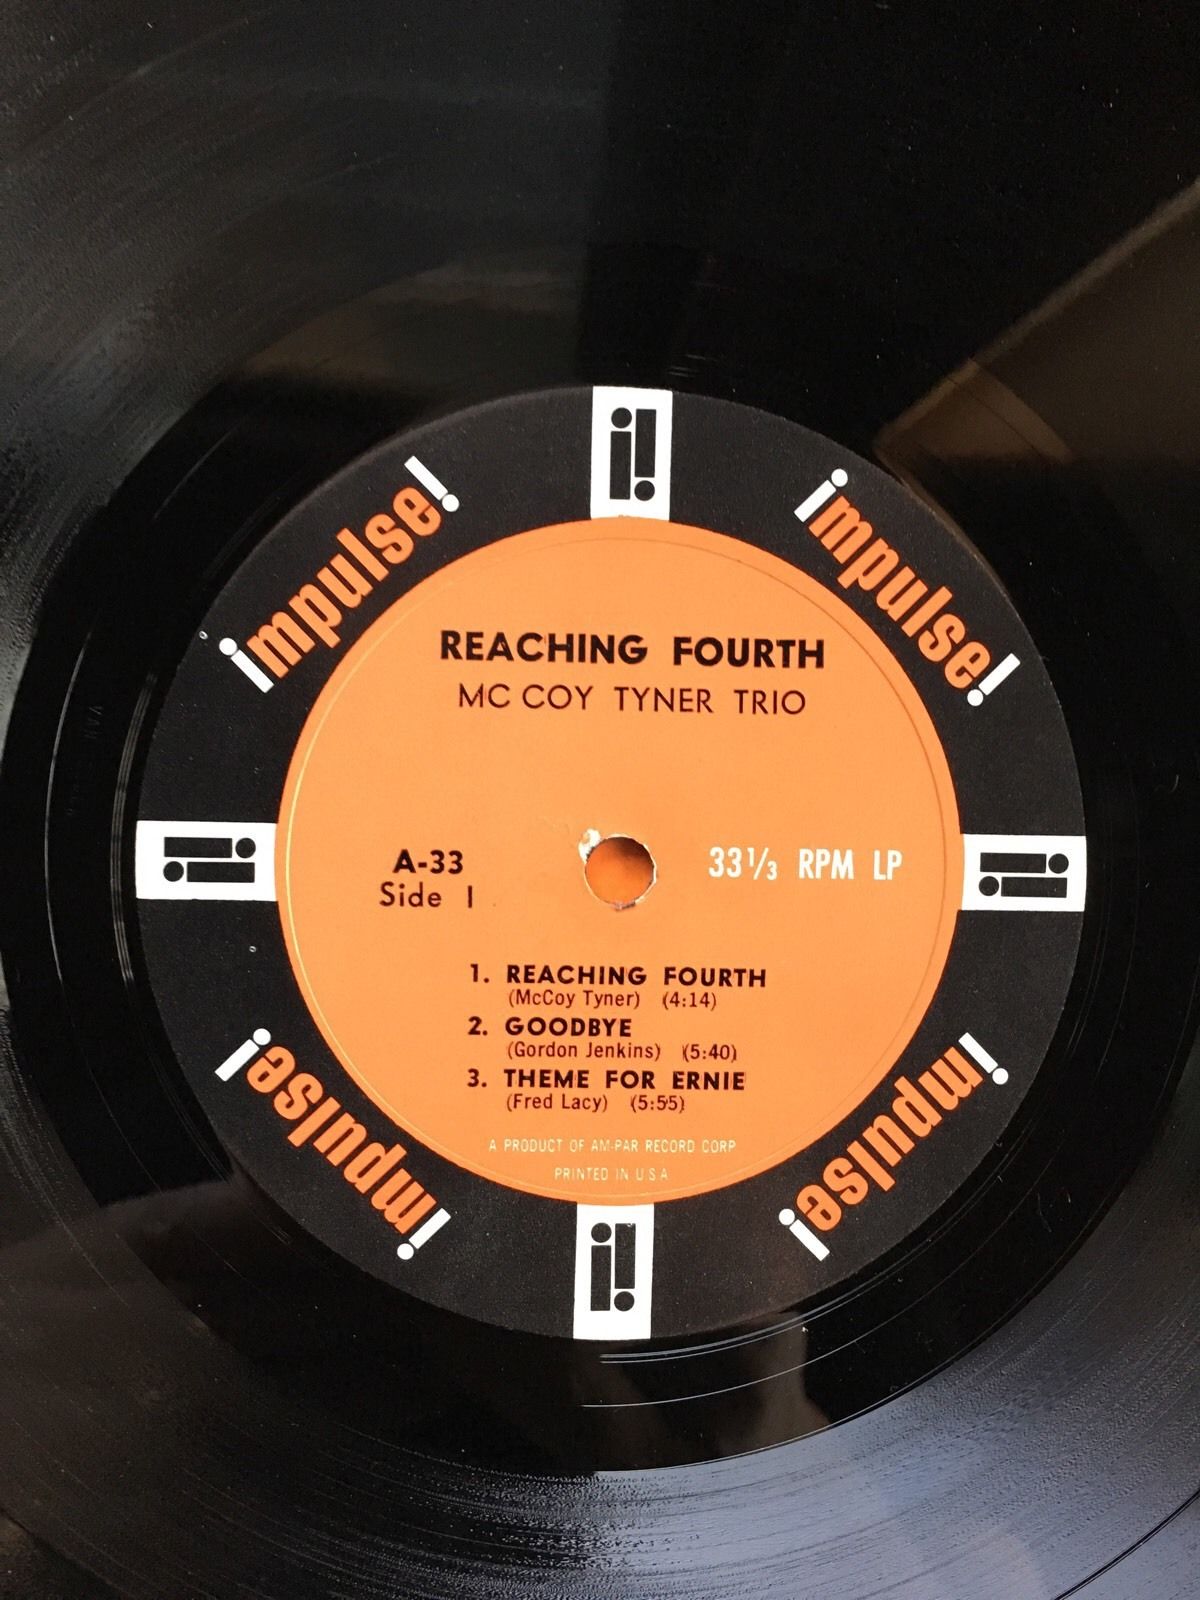 impulse!
impulse!
REACHING FOURTH
MC COY TYNER TRIO
A-33
Side 1
33 1/3 RPM LP
1. REACHING FOURTH
(McCoy Tyner) (4:14)
2. GOODBYE
(Gordon Jenkins) (5:40)
3. THEME FOR ERNIE
(Fred Lacy) (5:55)
A PRODUCT OF AM-PAR RECORD CORP
PRINTED IN U S A
impulse!
impulse!